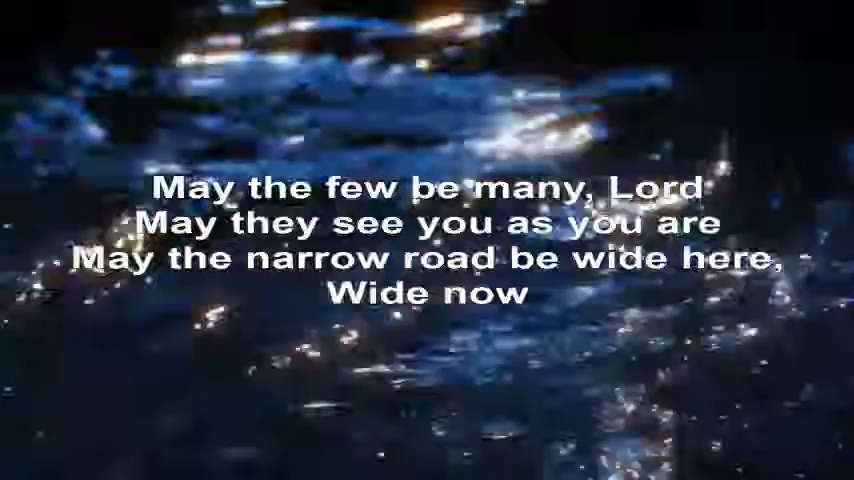 May the few be many, Lord
May they see you as you are
May the narrow road be wide here,
Wide now